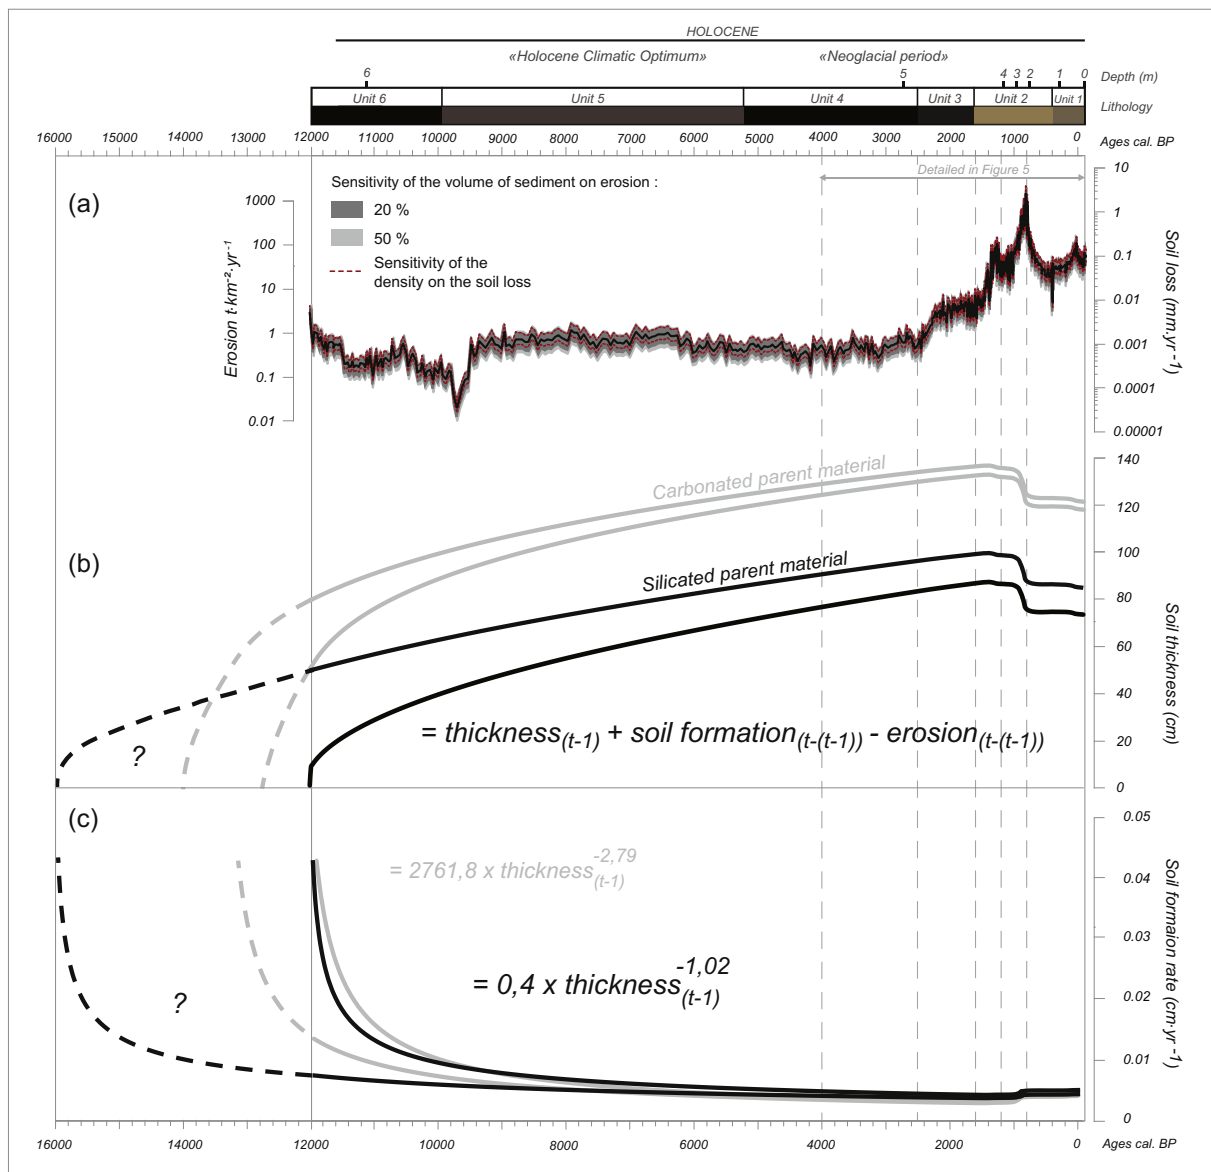 HOLOCENE
«Holocene Climatic Optimum» «Neoglacial period»
6 5 4 3 2 1 0 Depth (m)
Unit 6 Unit 5 Unit 4 Unit 3 Unit 2 Unit 1
Lithology
16000 14000 13000 12000 11000 10000 9000 8000 7000 6000 5000 4000 3000 2000 1000 0 Ages cal. BP
(a)
Detailed in Figure 5
Sensitivity of the volume of sediment on erosion :
20 %
50 %
Sensitivity of the
density on the soil loss
Erosion t·km⁻²·yr⁻¹
1000
100
10
1
0.1
0.01
10
1
0.1
0.01
0.001
0.0001
0.00001
Soil loss (mm.yr⁻¹)
(b)
Carbonated parent material
Silicated parent material
?
= thickness(t-1) + soil formation(t-(t-1)) - erosion(t-(t-1))
140
120
100
80
60
40
20
0
Soil thickness (cm)
(c)
= 2761,8 x thickness(t-1)^-2,79
= 0,4 x thickness(t-1)^-1,02
?
0.05
0.04
0.03
0.02
0.01
0
Soil formaion rate (cm·yr⁻¹)
16000 14000 12000 10000 8000 6000 4000 2000 0 Ages cal. BP